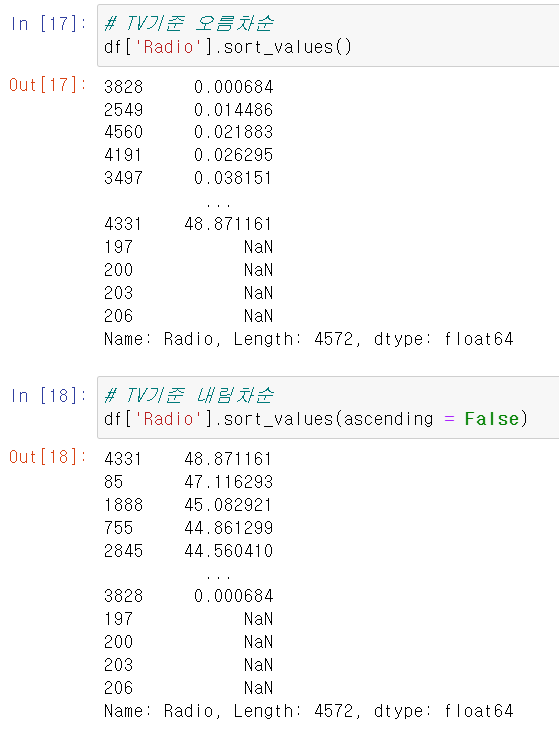 In [17]: # TV기준 오름차순
df['Radio'].sort_values()
Out[17]: 3828 0.000684
2549 0.014486
4560 0.021883
4191 0.026295
3497 0.038151
...
4331 48.871161
197 NaN
200 NaN
203 NaN
206 NaN
Name: Radio, Length: 4572, dtype: float64
In [18]: # TV기준 내림차순
df['Radio'].sort_values(ascending = False)
Out[18]: 4331 48.871161
85 47.116293
1888 45.082921
755 44.861299
2845 44.560410
...
3828 0.000684
197 NaN
200 NaN
203 NaN
206 NaN
Name: Radio, Length: 4572, dtype: float64